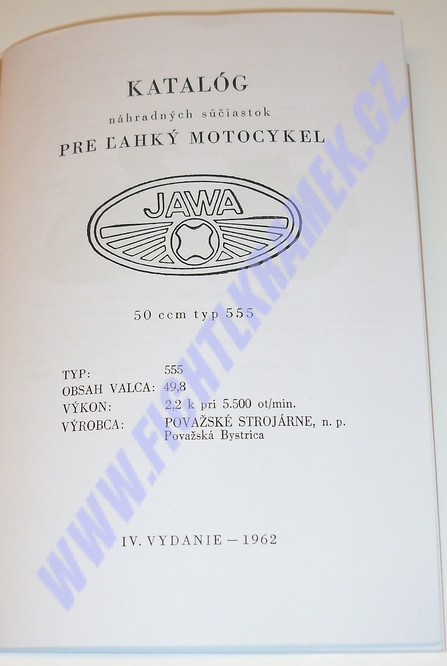 KATALÓG
náhradných súčiastok
PRE ĽAHKÝ MOTOCYKEL
JAWA
50 ccm typ 555
TYP: 555
OBSAH VALCA: 49,8
VÝKON: 2,2 k pri 5.500 ot/min.
VÝROBCA: POVAŽSKÉ STROJÁRNE, n. p.
Považská Bystrica
IV. VYDANIE — 1962
WWW.FICHTLKRAMEK.CZ